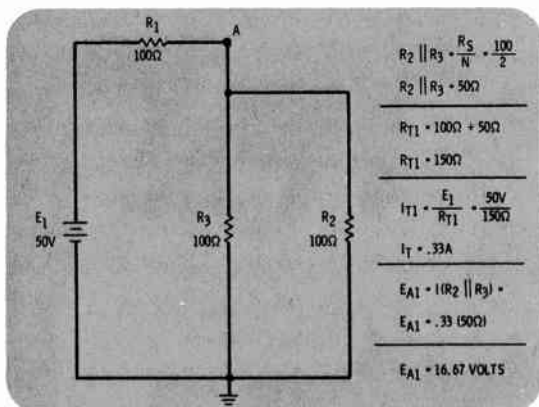 R1
100Ω
A
E1
50V
R3
100Ω
R2
100Ω
R2 || R3 = RS/N = 100/2
R2 || R3 = 50Ω
RT1 = 100Ω + 50Ω
RT1 = 150Ω
IT1 = E1/RT1 = 50V/150Ω
IT = .33A
EA1 = I(R2 || R3) =
EA1 = .33 (50Ω)
EA1 = 16.67 VOLTS